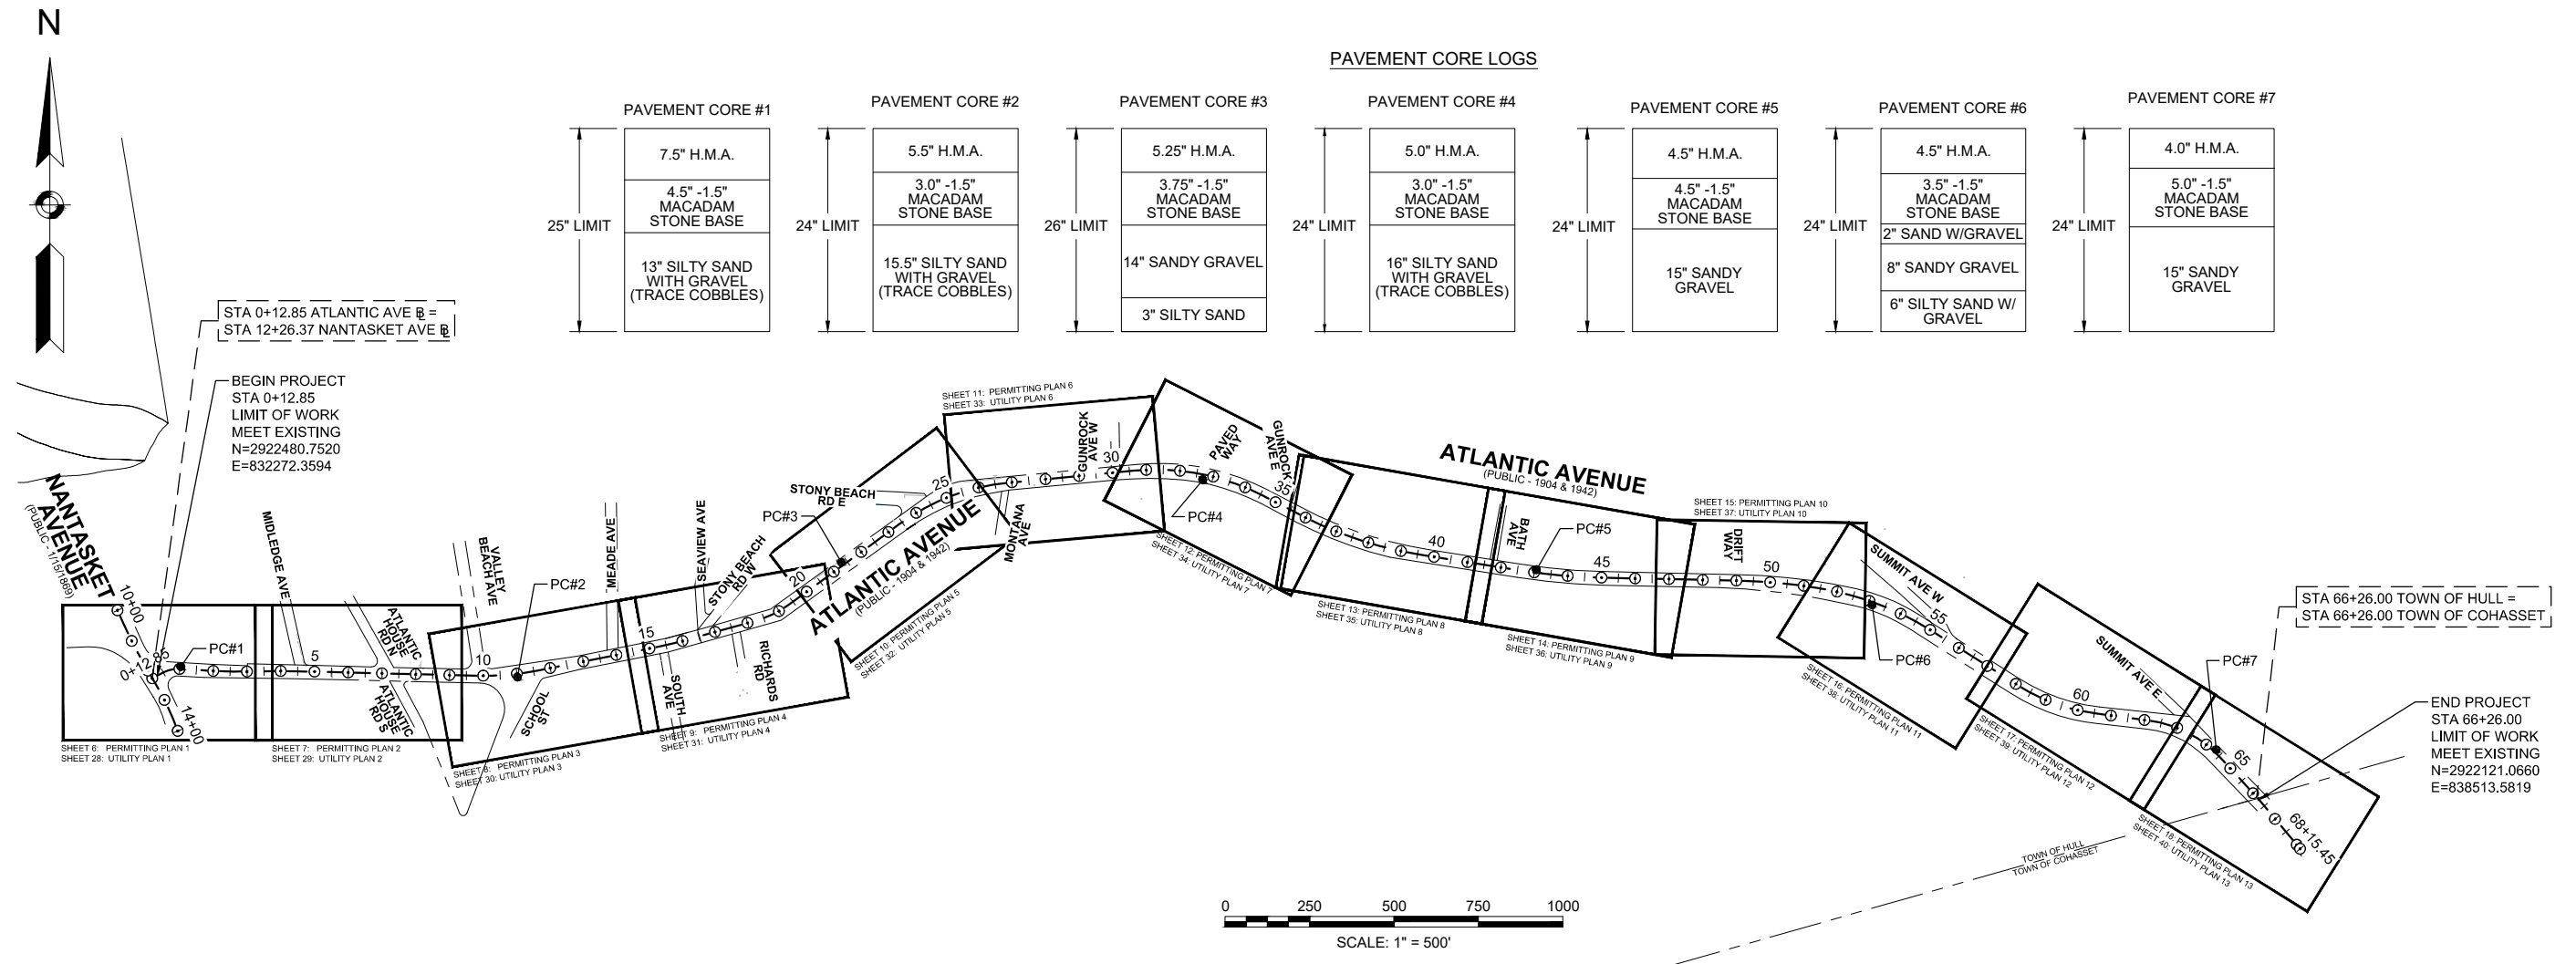 N
PAVEMENT CORE LOGS
PAVEMENT CORE #1
7.5" H.M.A.
4.5" -1.5"
MACADAM
STONE BASE
13" SILTY SAND
WITH GRAVEL
(TRACE COBBLES)
25" LIMIT
PAVEMENT CORE #2
5.5" H.M.A.
3.0" -1.5"
MACADAM
STONE BASE
15.5" SILTY SAND
WITH GRAVEL
(TRACE COBBLES)
24" LIMIT
PAVEMENT CORE #3
5.25" H.M.A.
3.75" -1.5"
MACADAM
STONE BASE
14" SANDY GRAVEL
3" SILTY SAND
26" LIMIT
PAVEMENT CORE #4
5.0" H.M.A.
3.0" -1.5"
MACADAM
STONE BASE
16" SILTY SAND
WITH GRAVEL
(TRACE COBBLES)
24" LIMIT
PAVEMENT CORE #5
4.5" H.M.A.
4.5" -1.5"
MACADAM
STONE BASE
15" SANDY
GRAVEL
24" LIMIT
PAVEMENT CORE #6
4.5" H.M.A.
3.5" -1.5"
MACADAM
STONE BASE
2" SAND W/GRAVEL
8" SANDY GRAVEL
6" SILTY SAND W/
GRAVEL
24" LIMIT
PAVEMENT CORE #7
4.0" H.M.A.
5.0" -1.5"
MACADAM
STONE BASE
15" SANDY
GRAVEL
24" LIMIT
STA 0+12.85 ATLANTIC AVE BL =
STA 12+26.37 NANTASKET AVE BL
BEGIN PROJECT
STA 0+12.85
LIMIT OF WORK
MEET EXISTING
N=2922480.7520
E=832272.3594
NANTASKET
AVENUE
(PUBLIC - 1/15/1869)
10+00
0+12.85
14+00
PC#1
MIDLEDGE AVE
5
ATLANTIC
HOUSE
RD N
ATLANTIC
HOUSE
RD S
VALLEY
BEACH AVE
10
PC#2
SCHOOL
ST
MEADE AVE
15
SOUTH
AVE
SEAVIEW AVE
STONY BEACH
RD W
RICHARDS
RD
20
PC#3
STONY BEACH
RD E
25
ATLANTIC AVENUE
(PUBLIC - 1904 & 1942)
MONTANA
AVE
GUNROCK
AVE W
30
PAVED
WAY
PC#4
GUNROCK
AVE E
35
40
ATLANTIC AVENUE
(PUBLIC - 1904 & 1942)
BATH
AVE
PC#5
45
DRIFT
WAY
50
SUMMIT AVE W
PC#6
55
60
SUMMIT AVE E
PC#7
65
68+15.45
STA 66+26.00 TOWN OF HULL =
STA 66+26.00 TOWN OF COHASSET
END PROJECT
STA 66+26.00
LIMIT OF WORK
MEET EXISTING
N=2922121.0660
E=838513.5819
TOWN OF HULL
TOWN OF COHASSET
SHEET 6: PERMITTING PLAN 1
SHEET 28: UTILITY PLAN 1
SHEET 7: PERMITTING PLAN 2
SHEET 29: UTILITY PLAN 2
SHEET 8: PERMITTING PLAN 3
SHEET 30: UTILITY PLAN 3
SHEET 9: PERMITTING PLAN 4
SHEET 31: UTILITY PLAN 4
SHEET 10: PERMITTING PLAN 5
SHEET 32: UTILITY PLAN 5
SHEET 11: PERMITTING PLAN 6
SHEET 33: UTILITY PLAN 6
SHEET 12: PERMITTING PLAN 7
SHEET 34: UTILITY PLAN 7
SHEET 13: PERMITTING PLAN 8
SHEET 35: UTILITY PLAN 8
SHEET 14: PERMITTING PLAN 9
SHEET 36: UTILITY PLAN 9
SHEET 15: PERMITTING PLAN 10
SHEET 37: UTILITY PLAN 10
SHEET 16: PERMITTING PLAN 11
SHEET 38: UTILITY PLAN 11
SHEET 17: PERMITTING PLAN 12
SHEET 39: UTILITY PLAN 12
SHEET 18: PERMITTING PLAN 13
SHEET 40: UTILITY PLAN 13
0 250 500 750 1000
SCALE: 1" = 500'